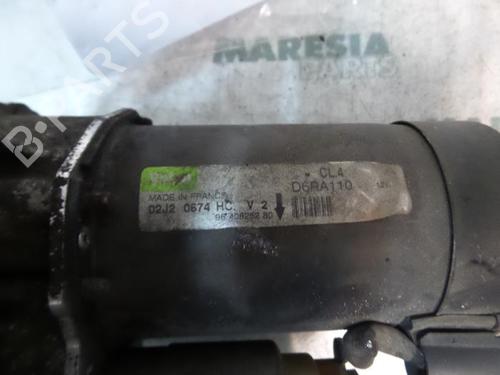 MARESIA
PARTS
B-PARTS
CL4
D6RA110
MADE IN FRANCE
02J2 0674 HC. V 2